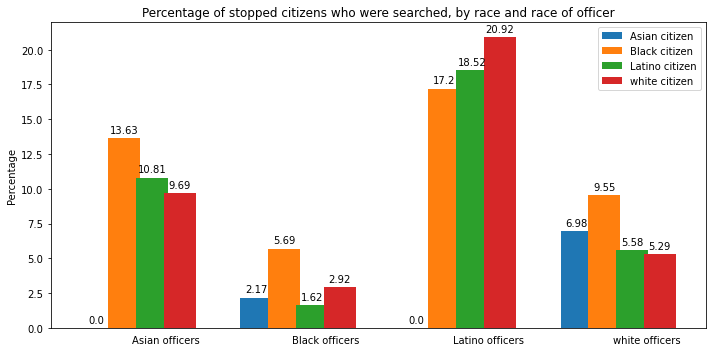 Percentage of stopped citizens who were searched, by race and race of officer
Percentage
20.0
17.5
15.0
12.5
10.0
7.5
5.0
2.5
0.0
Asian citizen
Black citizen
Latino citizen
white citizen
0.0
13.63
10.81
9.69
2.17
5.69
1.62
2.92
0.0
17.2
18.52
20.92
6.98
9.55
5.58
5.29
Asian officers
Black officers
Latino officers
white officers